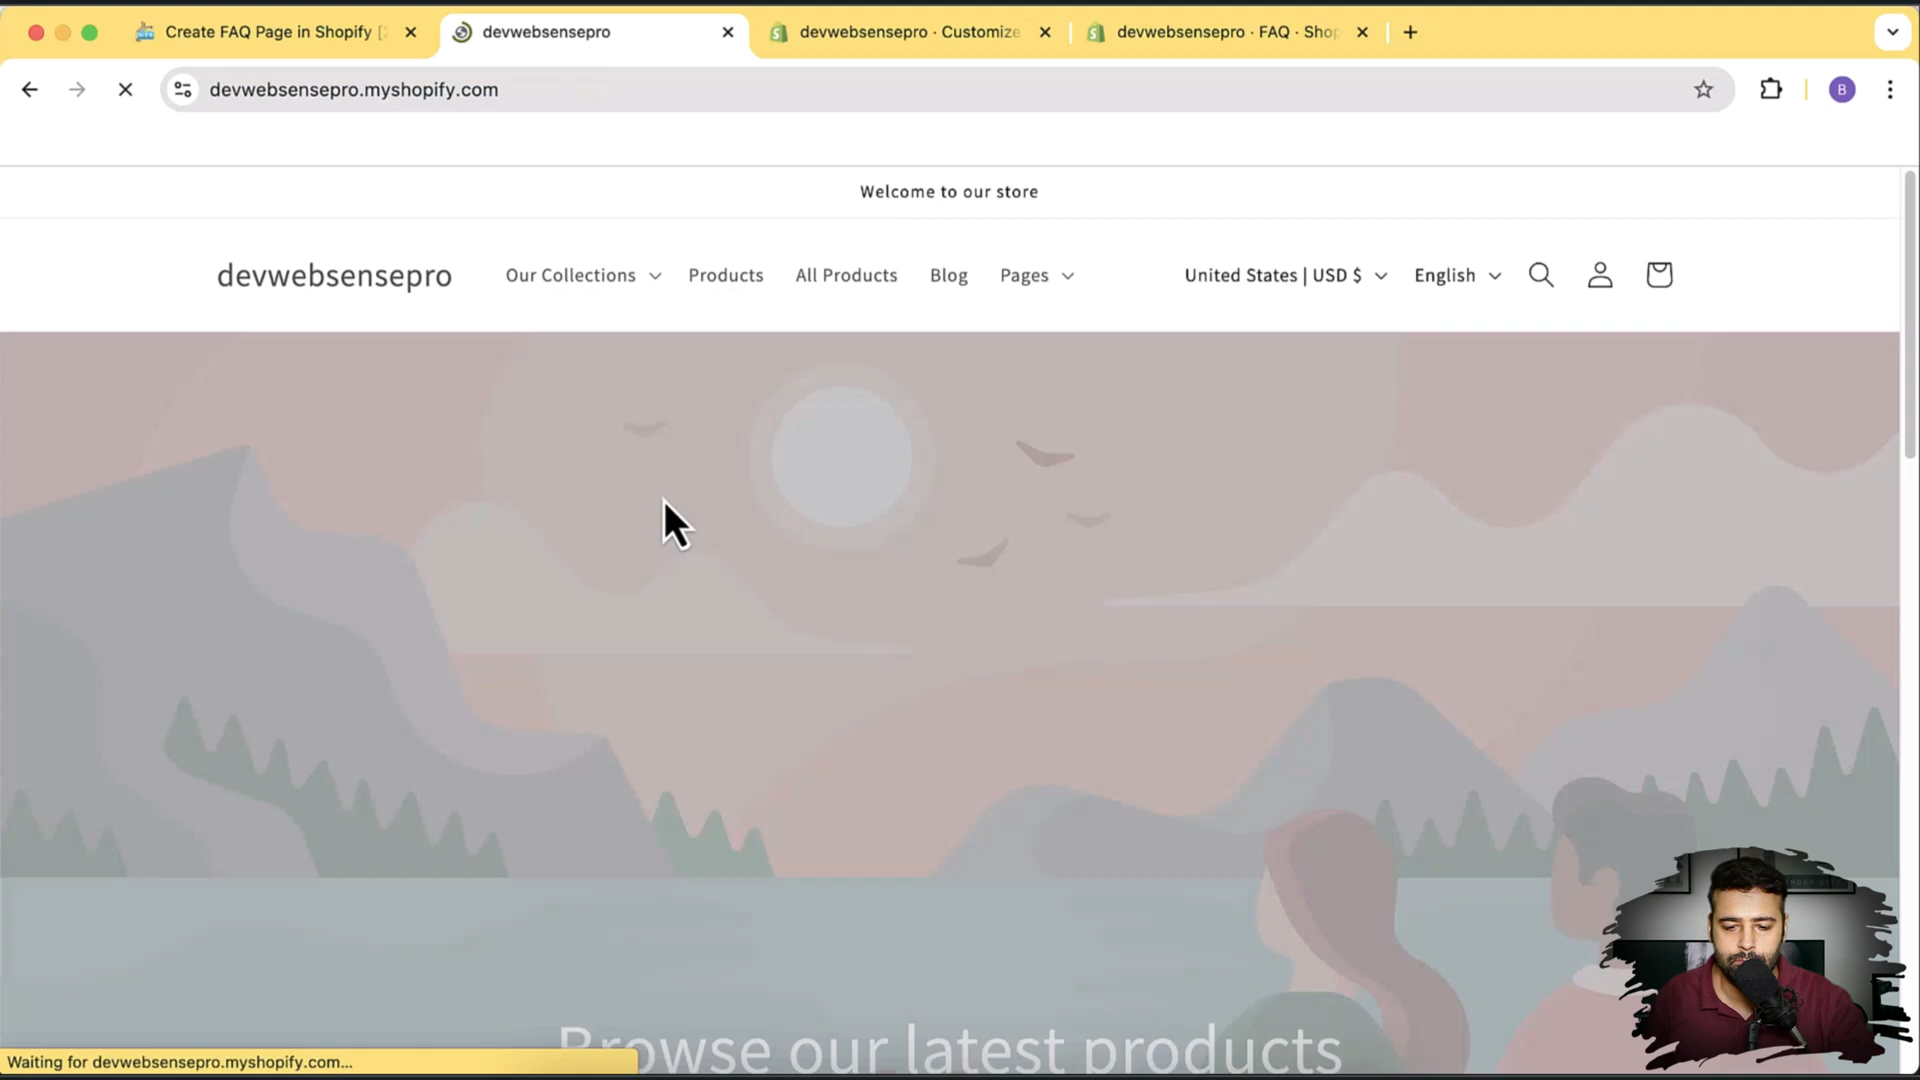 Create FAQ Page in Shopify [
devwebsensepro
devwebsensepro · Customize
devwebsensepro · FAQ · Shop
devwebsensepro.myshopify.com
B
Welcome to our store
devwebsensepro
Our Collections
Products
All Products
Blog
Pages
United States | USD $
English
Browse our latest products
Waiting for devwebsensepro.myshopify.com...